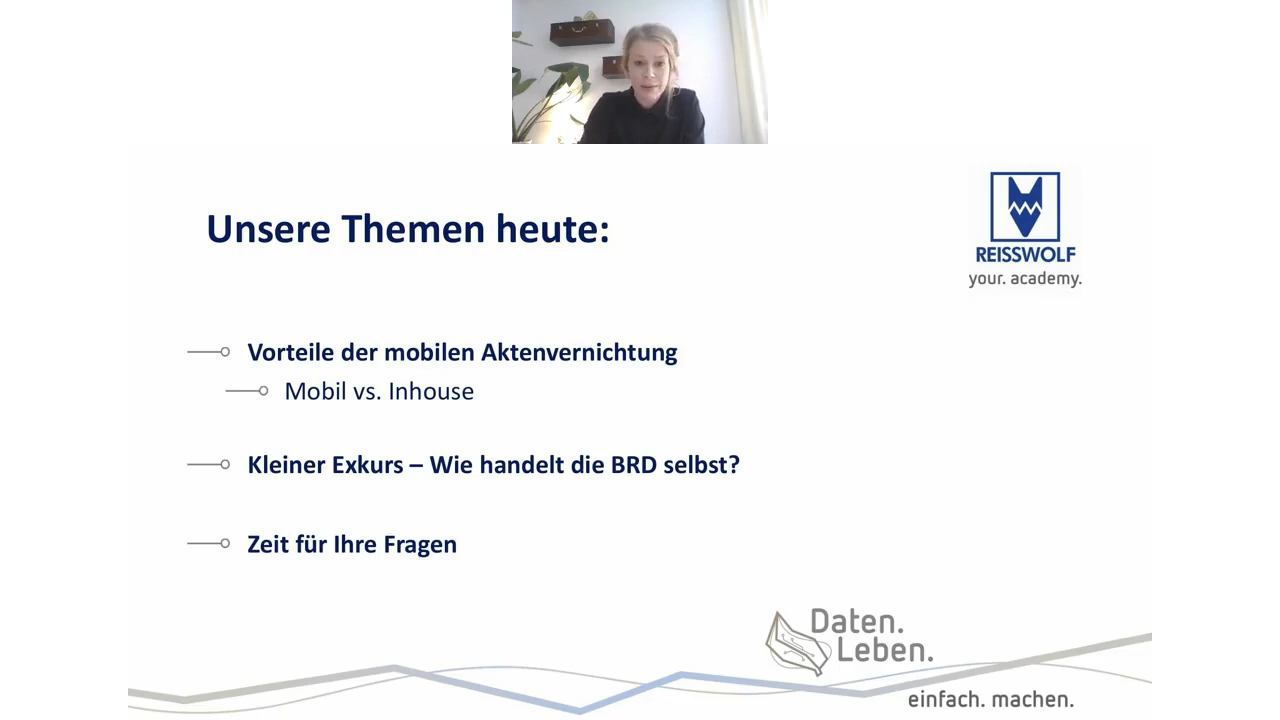 Unsere Themen heute:
REISSWOLF
your. academy.
Vorteile der mobilen Aktenvernichtung
Mobil vs. Inhouse
Kleiner Exkurs – Wie handelt die BRD selbst?
Zeit für Ihre Fragen
Daten.
Leben.
einfach. machen.